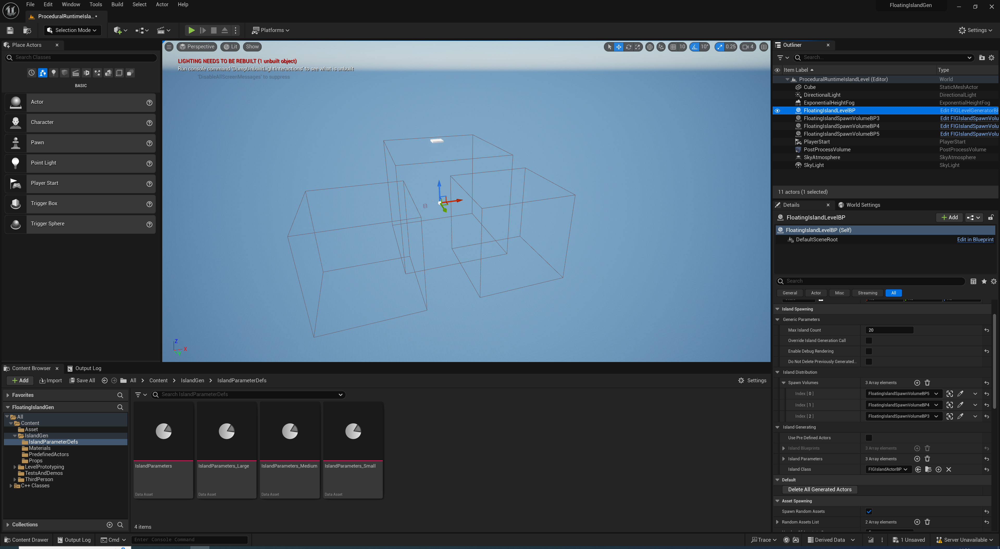 File Edit Window Tools Build Select Actor Help
FloatingIslandGen
ProceduralRuntimeIsla...*
Selection Mode
Platforms
Settings
Place Actors
Search Classes
BASIC
Actor
Character
Pawn
Point Light
Player Start
Trigger Box
Trigger Sphere
Perspective Lit Show
10 10° 0.25 4
LIGHTING NEEDS TO BE REBUILT (1 unbuilt object)
Run console command 'DumpUnbuiltLightInteractions' to see what is unbuilt
'DisableAllScreenMessages' to suppress
Z
X
Y
Outliner
Search...
Item Label Type
ProceduralRuntimeIslandLevel (Editor) World
Cube StaticMeshActor
DirectionalLight DirectionalLight
ExponentialHeightFog ExponentialHeightFog
FloatingIslandLevelBP Edit FIGLevelGeneratorBP
FloatingIslandSpawnVolumeBP3 Edit FIGIslandSpawnVolu
FloatingIslandSpawnVolumeBP4 Edit FIGIslandSpawnVolu
FloatingIslandSpawnVolumeBP5 Edit FIGIslandSpawnVolu
PlayerStart PlayerStart
PostProcessVolume PostProcessVolume
SkyAtmosphere SkyAtmosphere
SkyLight SkyLight
11 actors (1 selected)
Details World Settings
FloatingIslandLevelBP Add
FloatingIslandLevelBP (Self)
DefaultSceneRoot Edit in Blueprint
Search
General Actor Misc Streaming All
Island Spawning
Generic Parameters
Max Island Count 20
Override Island Generation Call
Enable Debug Rendering
Do Not Delete Previously Generated...
Island Distribution
Spawn Volumes 3 Array elements
Index [ 0 ] FloatingIslandSpawnVolumeBP5
Index [ 1 ] FloatingIslandSpawnVolumeBP4
Index [ 2 ] FloatingIslandSpawnVolumeBP3
Island Generating
Use Pre Defined Actors
Island Blueprints 3 Array elements
Island Parameters 3 Array elements
Island Class FIGIslandActorBP
Default
Delete All Generated Actors
Asset Spawning
Spawn Random Assets
Random Assets List 2 Array elements
Content Browser Output Log
Add Import Save All All > Content > IslandGen > IslandParameterDefs
Settings
Favorites
Search IslandParameterDefs
FloatingIslandGen
All
Content
Asset
IslandGen
IslandParameterDefs
Materials
PredefinedActors
Props
LevelPrototyping
TestsAndDemos
ThirdPerson
C++ Classes
Collections
IslandParameters IslandParameters_Large IslandParameters_Medium IslandParameters_Small
Data Asset Data Asset Data Asset Data Asset
4 items
Content Drawer Output Log Cmd Enter Console Command
Trace Derived Data 1 Unsaved Server Unavailable